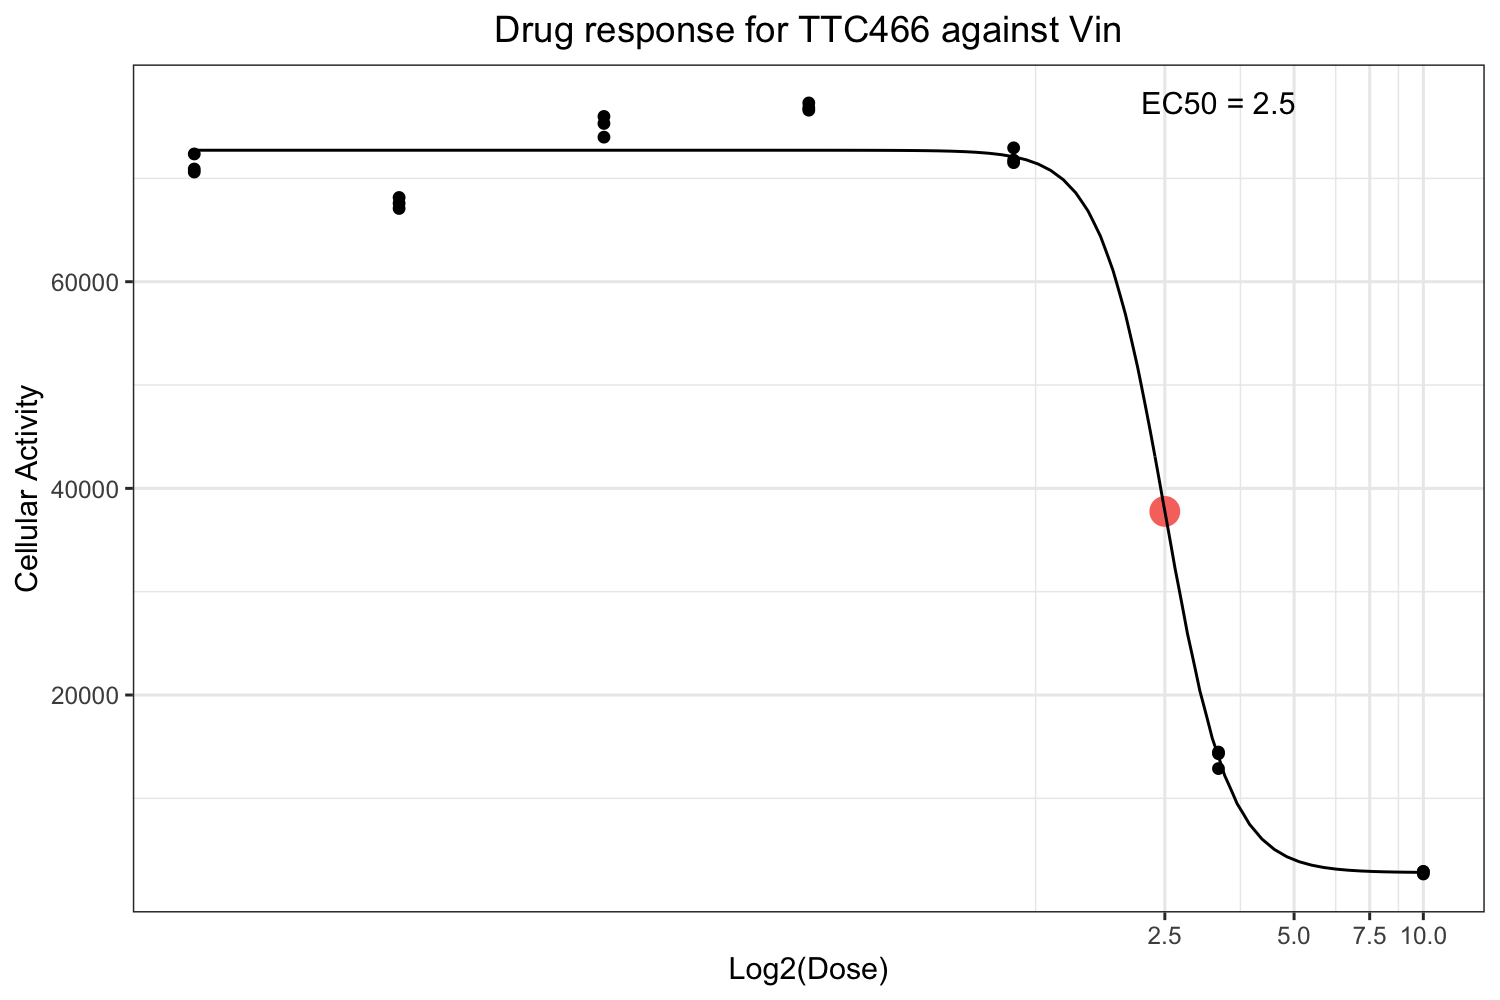 Drug response for TTC466 against Vin
EC50 = 2.5
Cellular Activity
60000
40000
20000
2.5 5.0 7.5 10.0
Log2(Dose)